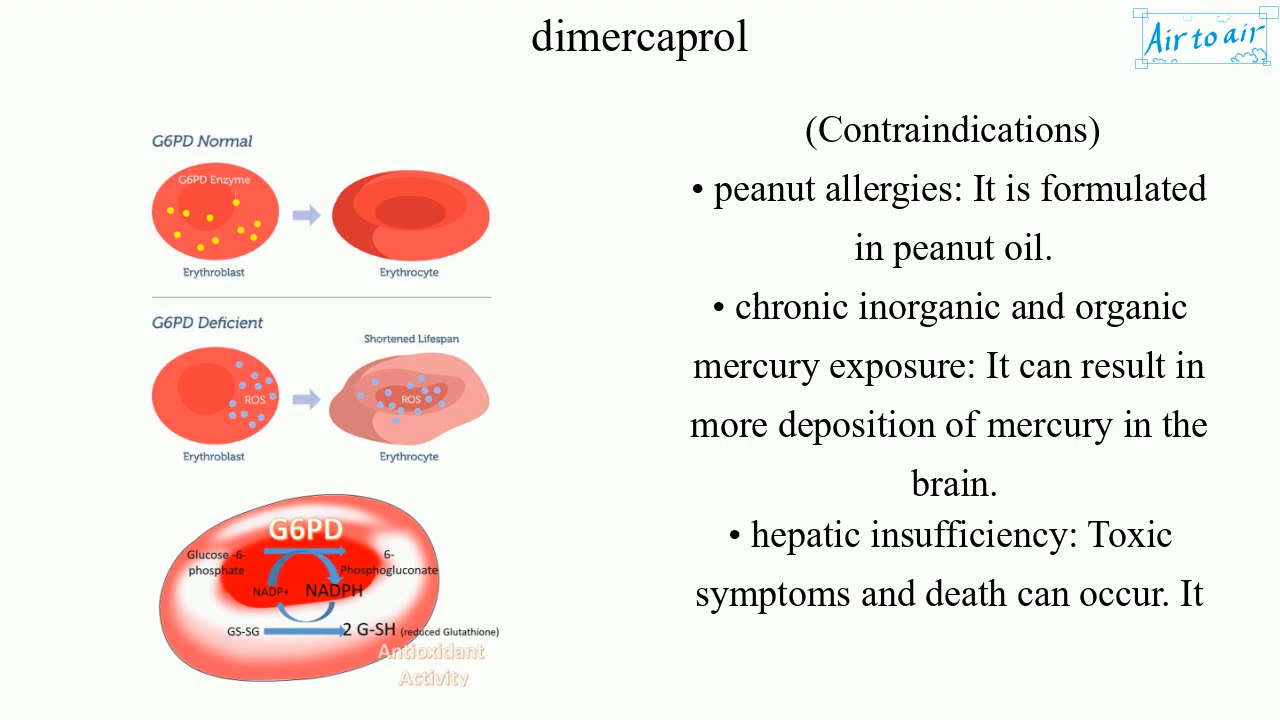 dimercaprol
Air to air
G6PD Normal
G6PD Enzyme
Erythroblast
Erythrocyte
G6PD Deficient
Shortened Lifespan
ROS
ROS
Erythroblast
Erythrocyte
G6PD
Glucose -6-
phosphate
6-
Phosphogluconate
NADP+
NADPH
GS-SG
2 G-SH (reduced Glutathione)
Antioxidant
Activity
(Contraindications)
• peanut allergies: It is formulated
in peanut oil.
• chronic inorganic and organic
mercury exposure: It can result in
more deposition of mercury in the
brain.
• hepatic insufficiency: Toxic
symptoms and death can occur. It